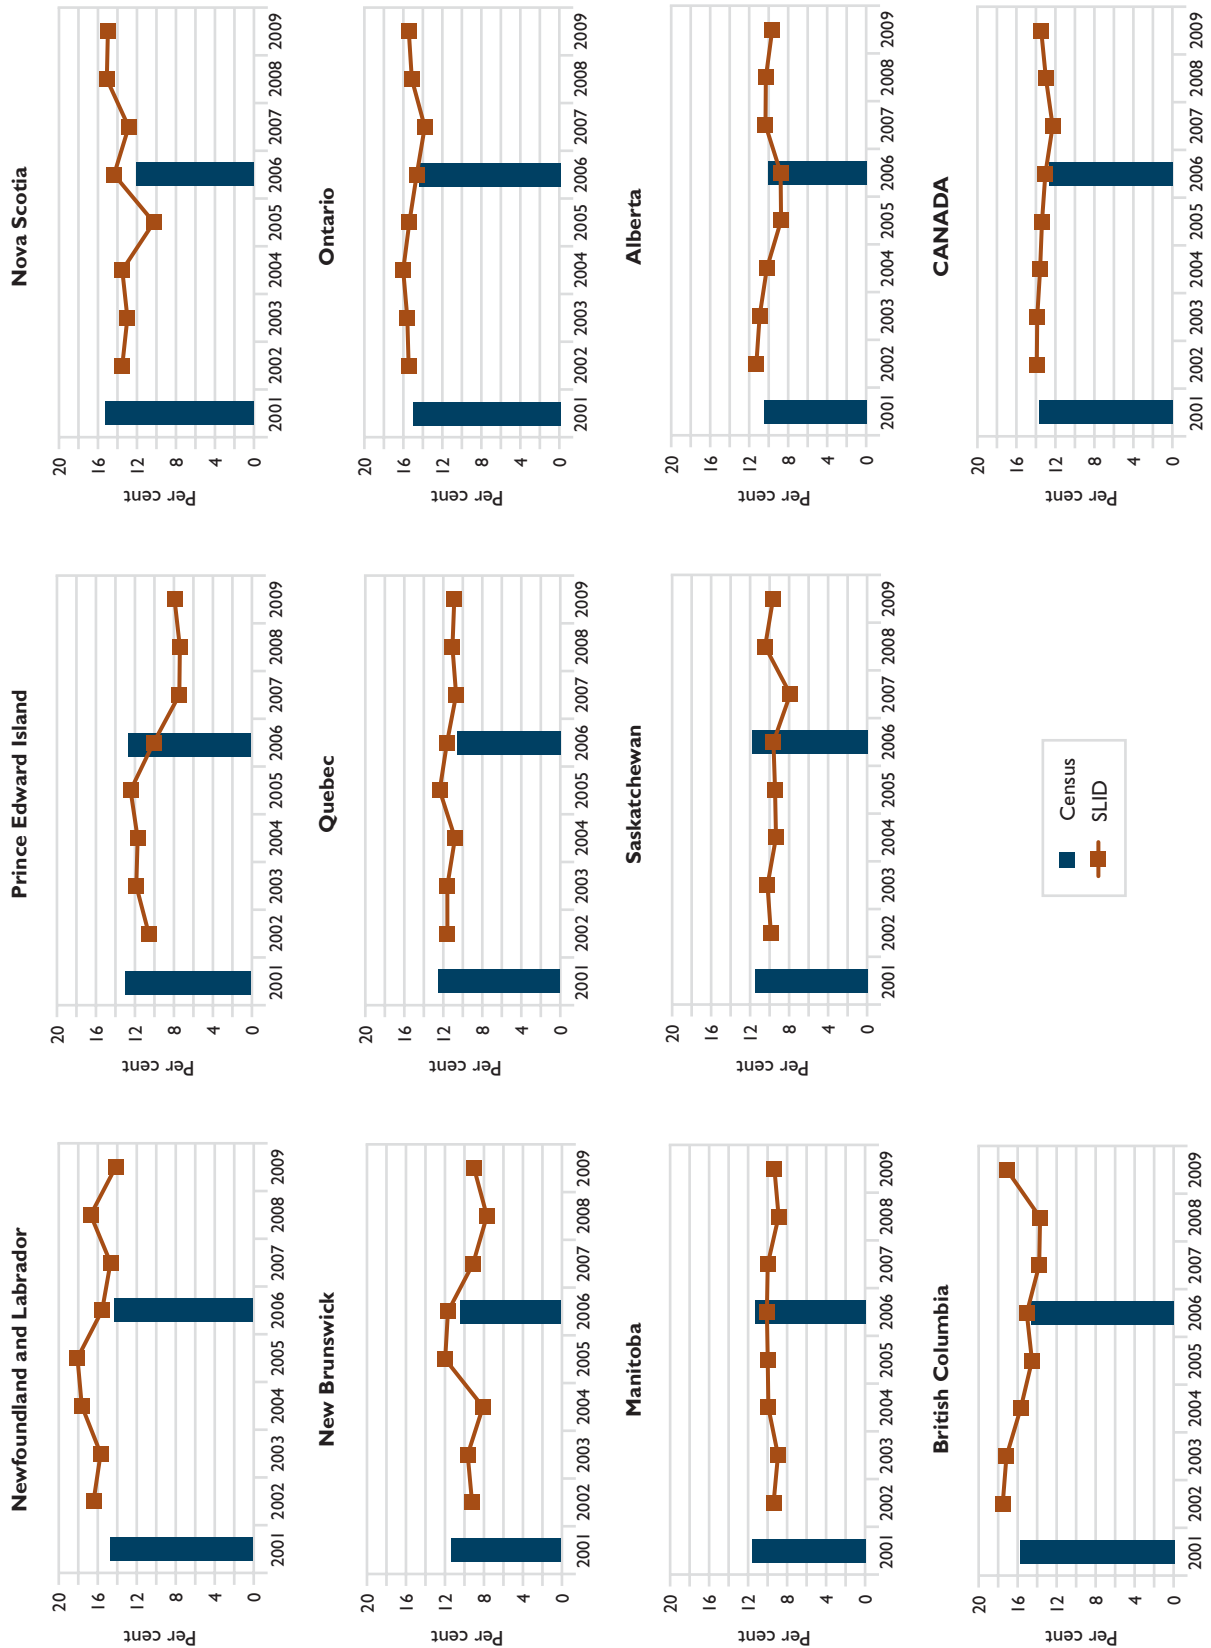 Newfoundland and Labrador
Per cent
20
16
12
8
4
0
2001 2002 2003 2004 2005 2006 2007 2008 2009
Prince Edward Island
Per cent
20
16
12
8
4
0
2001 2002 2003 2004 2005 2006 2007 2008 2009
Nova Scotia
Per cent
20
16
12
8
4
0
2001 2002 2003 2004 2005 2006 2007 2008 2009
New Brunswick
Per cent
20
16
12
8
4
0
2001 2002 2003 2004 2005 2006 2007 2008 2009
Quebec
Per cent
20
16
12
8
4
0
2001 2002 2003 2004 2005 2006 2007 2008 2009
Ontario
Per cent
20
16
12
8
4
0
2001 2002 2003 2004 2005 2006 2007 2008 2009
Manitoba
Per cent
20
16
12
8
4
0
2001 2002 2003 2004 2005 2006 2007 2008 2009
Saskatchewan
Per cent
20
16
12
8
4
0
2001 2002 2003 2004 2005 2006 2007 2008 2009
Alberta
Per cent
20
16
12
8
4
0
2001 2002 2003 2004 2005 2006 2007 2008 2009
British Columbia
Per cent
20
16
12
8
4
0
2001 2002 2003 2004 2005 2006 2007 2008 2009
Census
SLID
CANADA
Per cent
20
16
12
8
4
0
2001 2002 2003 2004 2005 2006 2007 2008 2009